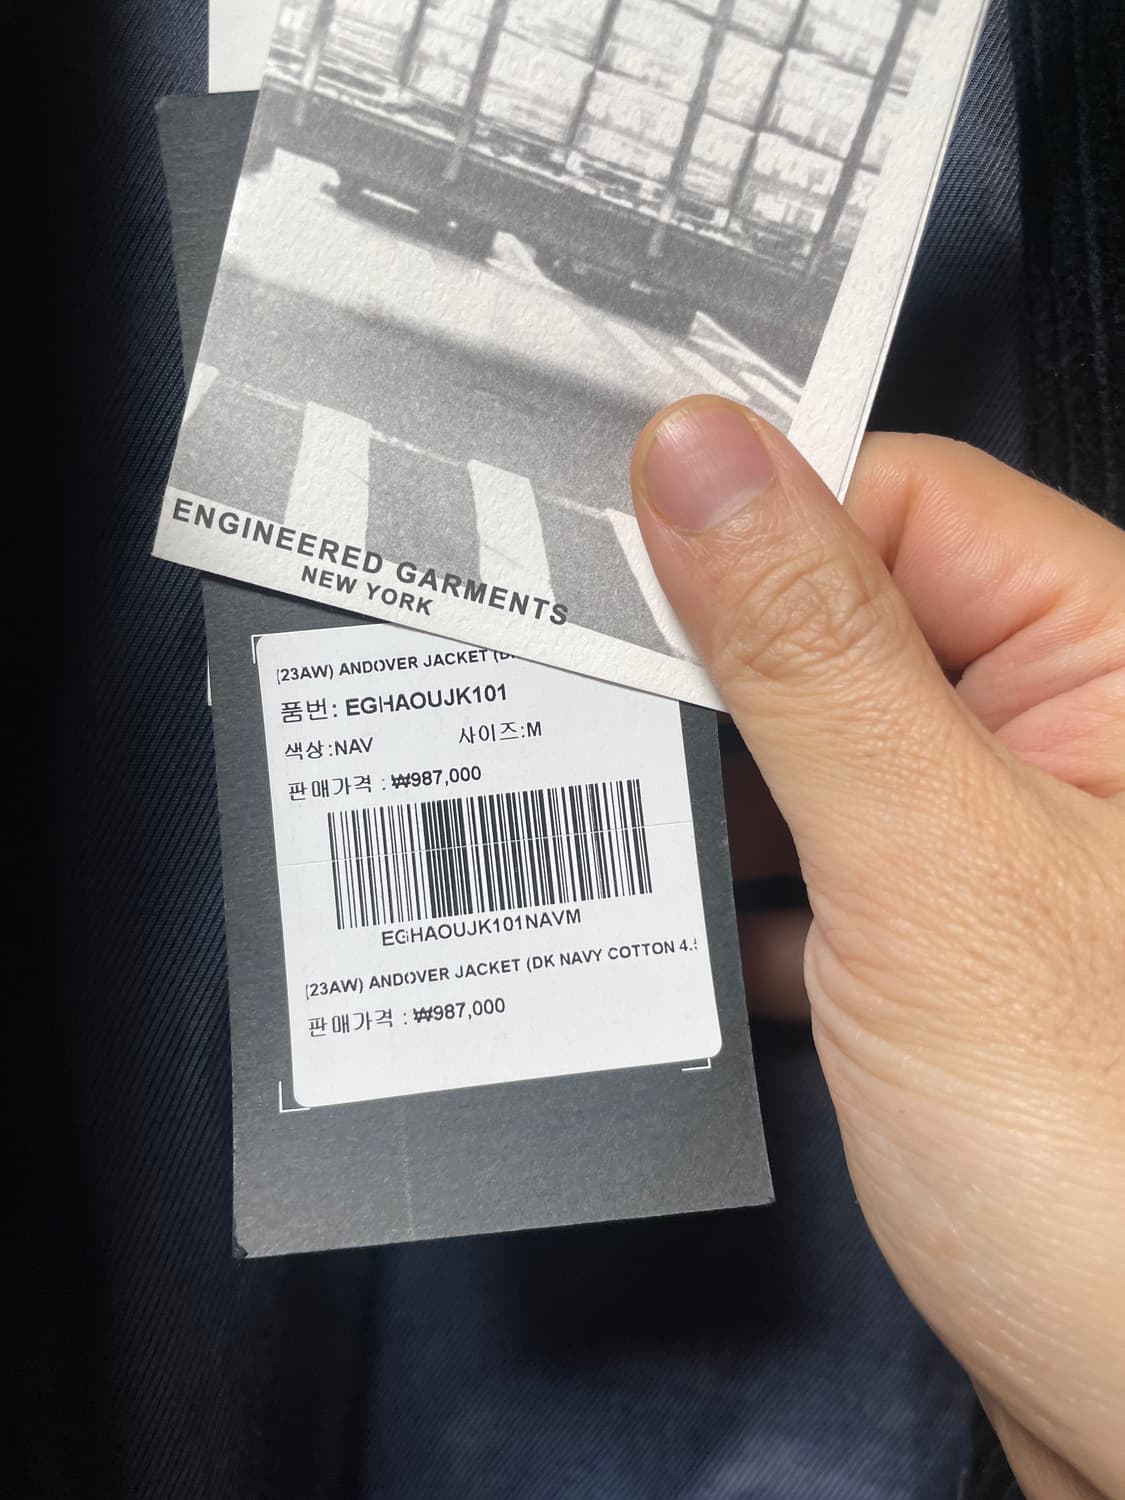 ENGINEERED GARMENTS
NEW YORK
(23AW) ANDOVER JACKET
품번: EGHAOUJK101
색상:NAV 사이즈:M
판매가격 : ₩987,000
EGHAOUJK101NAVM
(23AW) ANDOVER JACKET (DK NAVY COTTON 4.
판매가격 : ₩987,000